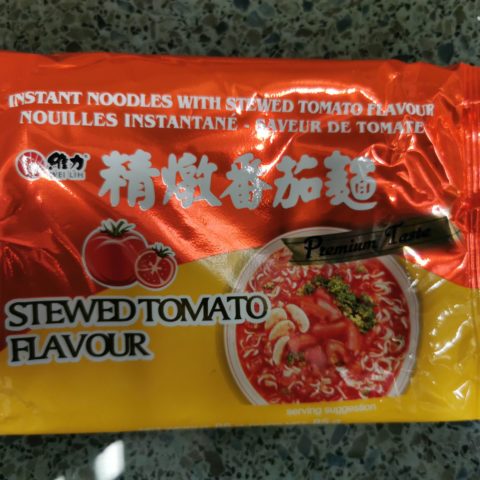 INSTANT NOODLES WITH STEWED TOMATO FLAVOUR
NOUILLES INSTANTANÉ - SAVEUR DE TOMATE
維力
WEI LIH
精燉番茄麵
Premium Taste
STEWED TOMATO
FLAVOUR
serving suggestion